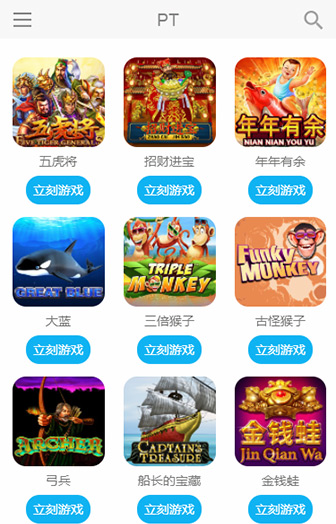 PT
五虎将
FIVE TIGER GENERALS
招财进宝
年年有余
NIAN NIAN YOU YU
五虎将
招财进宝
年年有余
立刻游戏
立刻游戏
立刻游戏
GREAT BLUE
TRIPLE
MONKEY
Funky
MONKEY
大蓝
三倍猴子
古怪猴子
立刻游戏
立刻游戏
立刻游戏
ARCHER
CAPTAIN'S
TREASURE
金钱蛙
Jin Qian Wa
弓兵
船长的宝藏
金钱蛙
立刻游戏
立刻游戏
立刻游戏